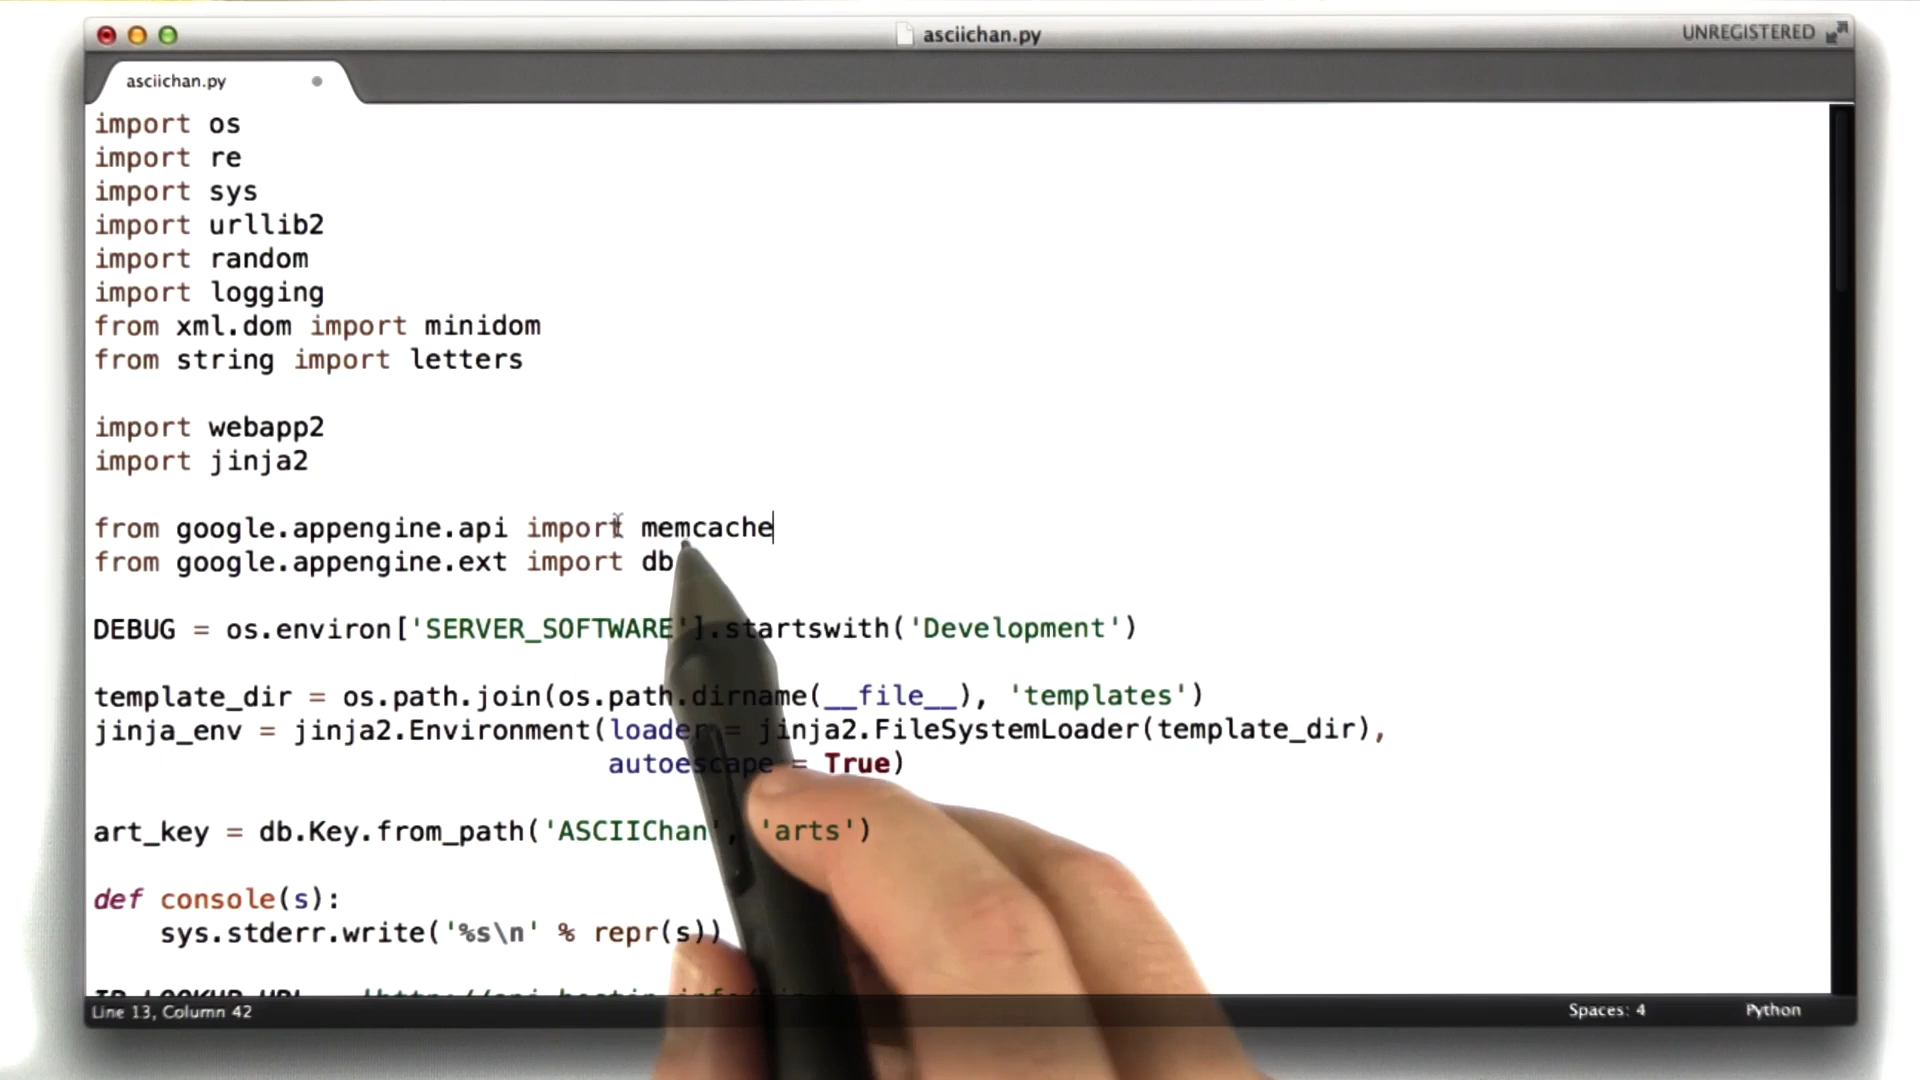 asciichan.py
UNREGISTERED
asciichan.py
import os
import re
import sys
import urllib2
import random
import logging
from xml.dom import minidom
from string import letters
import webapp2
import jinja2
from google.appengine.api import memcache
from google.appengine.ext import db
DEBUG = os.environ['SERVER_SOFTWARE'].startswith('Development')
template_dir = os.path.join(os.path.dirname(__file__), 'templates')
jinja_env = jinja2.Environment(loader = jinja2.FileSystemLoader(template_dir),
autoescape = True)
art_key = db.Key.from_path('ASCIIChan', 'arts')
def console(s):
sys.stderr.write('%s\n' % repr(s))
Line 13, Column 42
Spaces: 4
Python